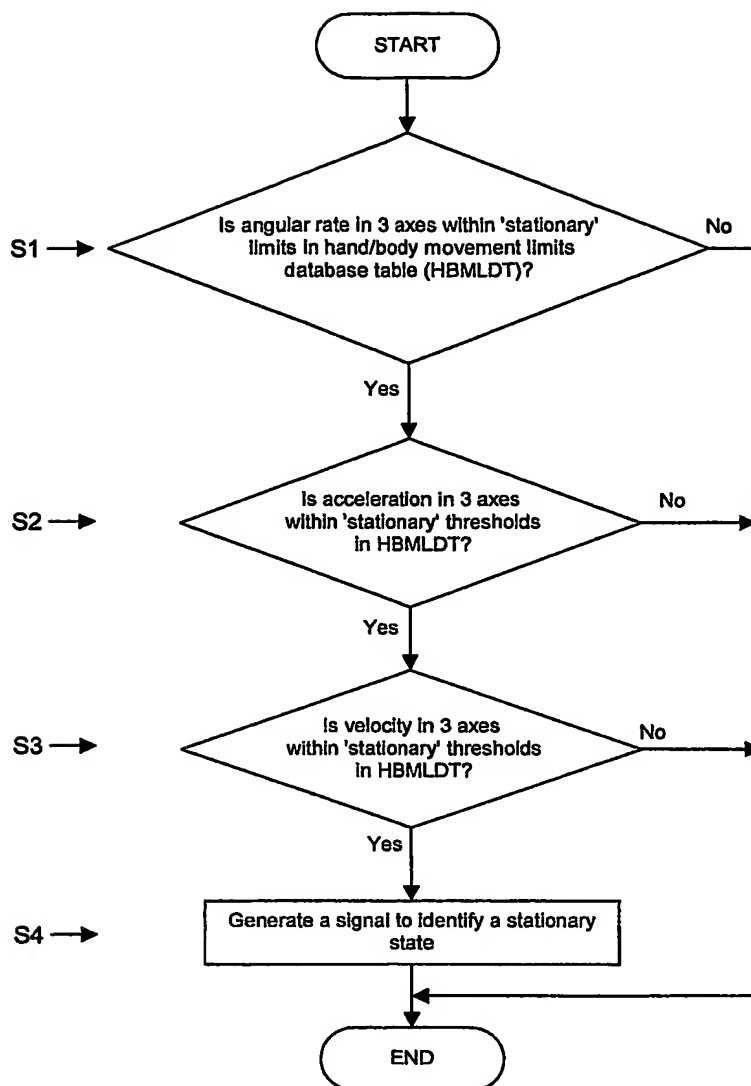 START
S1
Is angular rate in 3 axes within 'stationary'
limits in hand/body movement limits
database table (HBMLDT)?
No
Yes
S2
Is acceleration in 3 axes
within 'stationary' thresholds
in HBMLDT?
No
Yes
S3
Is velocity in 3 axes
within 'stationary' thresholds
in HBMLDT?
No
Yes
S4
Generate a signal to identify a stationary
state
END